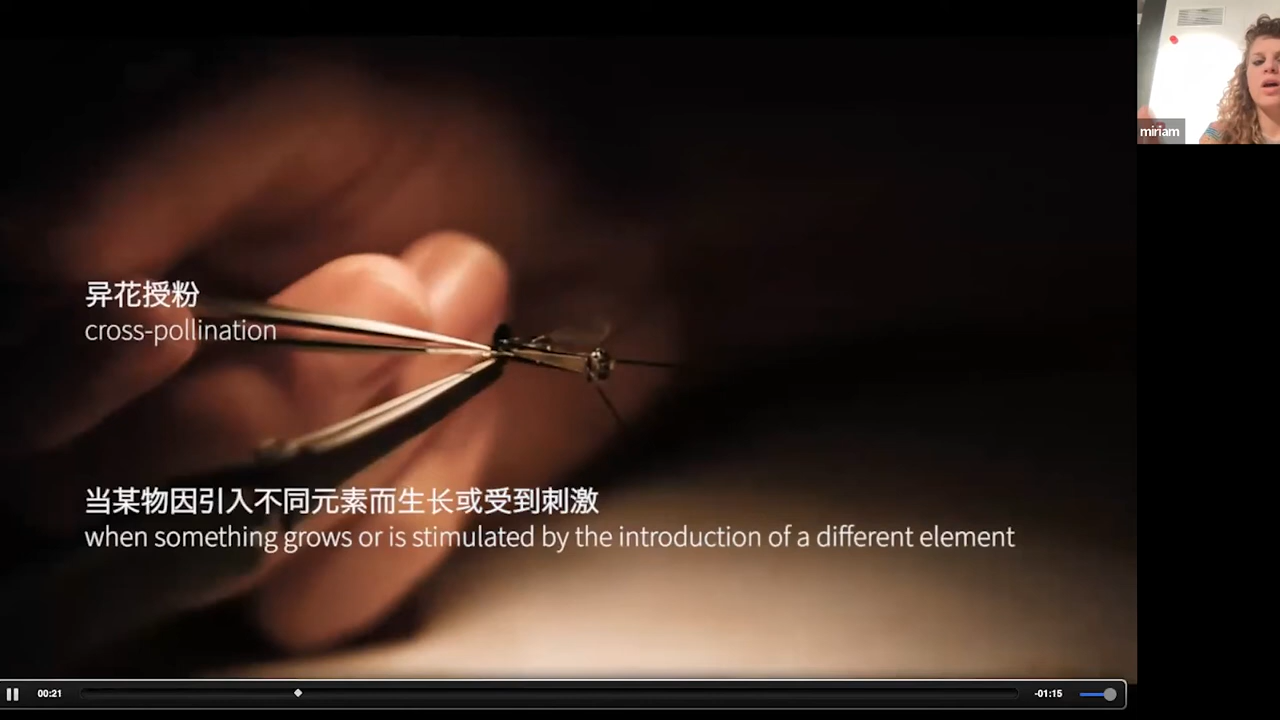 miriam
异花授粉
cross-pollination
当某物因引入不同元素而生长或受到刺激
when something grows or is stimulated by the introduction of a different element
00:21
-01:15